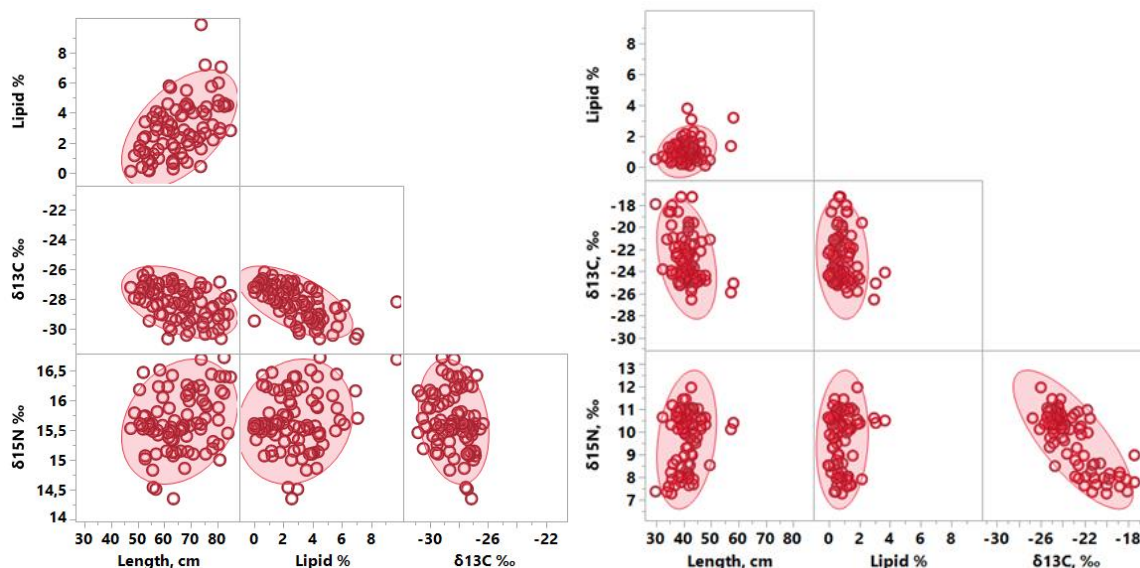 Lipid %
8
6
4
2
0
δ13C ‰
-22
-24
-26
-28
-30
δ15N ‰
16,5
16
15,5
15
14,5
14
30 40 50 60 70 80
Length, cm
0 2 4 6 8
Lipid %
-30 -26 -22
δ13C ‰
Lipid %
8
6
4
2
0
δ13C, ‰
-18
-20
-22
-24
-26
-28
-30
δ15N, ‰
13
12
11
10
9
8
7
30 40 50 60 70 80
Length, cm
0 2 4 6 8
Lipid %
-30 -26 -22 -18
δ13C, ‰